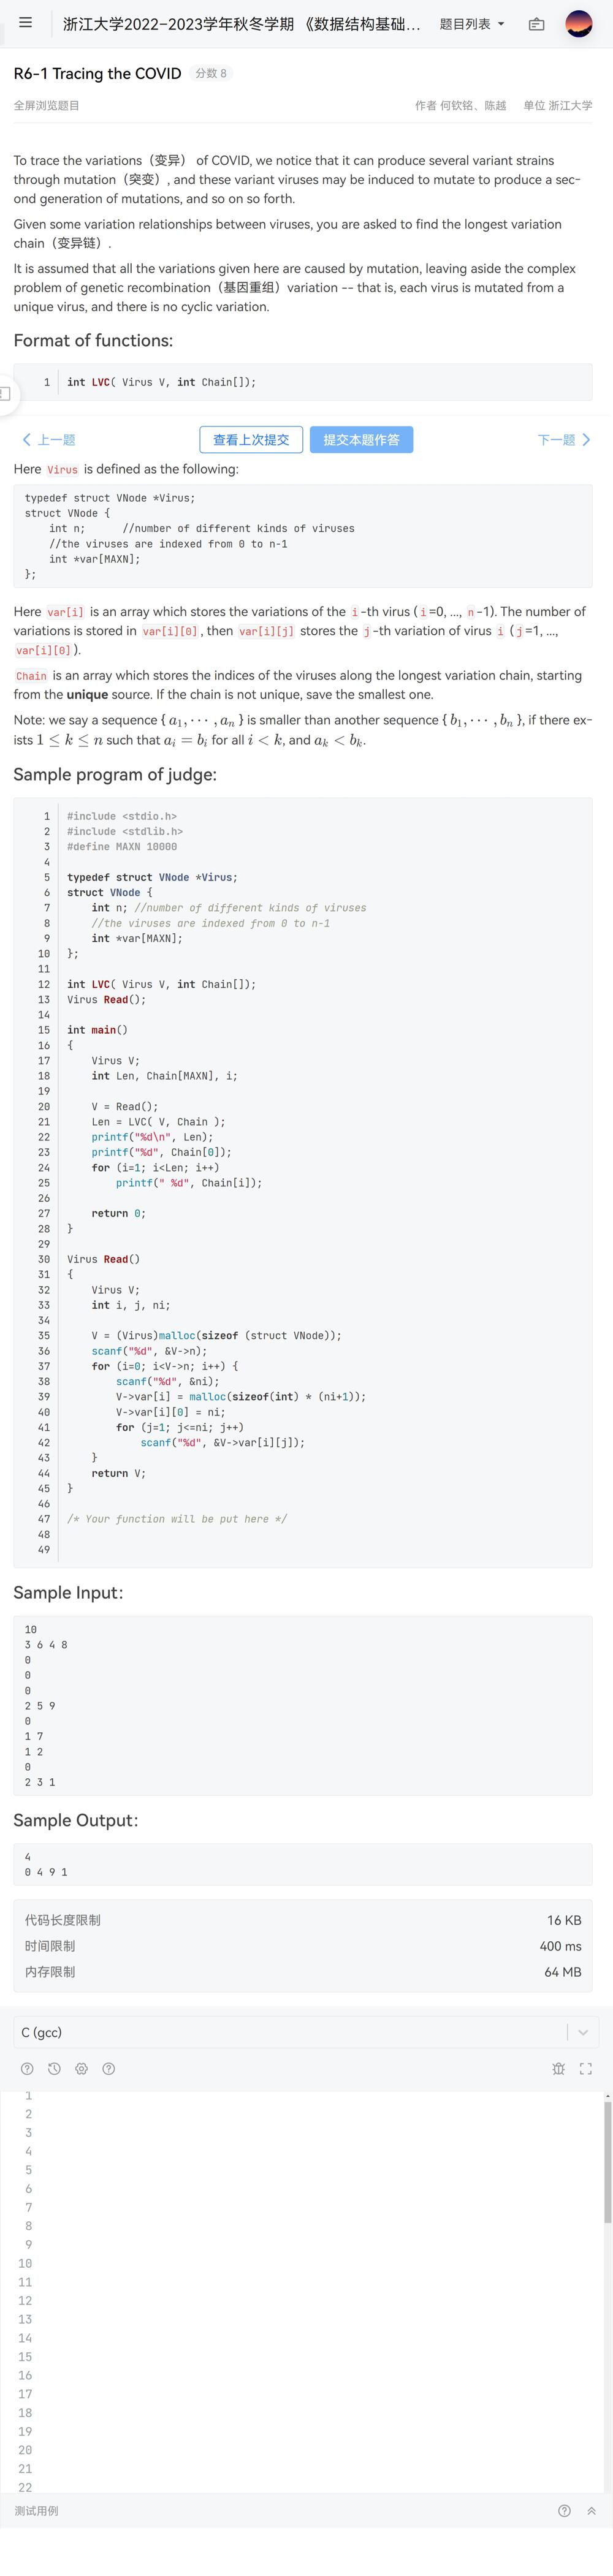 浙江大学2022-2023学年秋冬学期 《数据结构基础... 题目列表
R6-1 Tracing the COVID 分数 8
全屏浏览题目 作者 何钦铭、陈越 单位 浙江大学
To trace the variations（变异） of COVID, we notice that it can produce several variant strains
through mutation（突变）, and these variant viruses may be induced to mutate to produce a sec-
ond generation of mutations, and so on so forth.
Given some variation relationships between viruses, you are asked to find the longest variation
chain（变异链）.
It is assumed that all the variations given here are caused by mutation, leaving aside the complex
problem of genetic recombination（基因重组）variation -- that is, each virus is mutated from a
unique virus, and there is no cyclic variation.
Format of functions:
1 int LVC( Virus V, int Chain[]);
上一题 查看上次提交 提交本题作答 下一题
Here Virus is defined as the following:
typedef struct VNode *Virus;
struct VNode {
    int n;      //number of different kinds of viruses
    //the viruses are indexed from 0 to n-1
    int *var[MAXN];
};
Here var[i] is an array which stores the variations of the i-th virus (i=0, ..., n-1). The number of
variations is stored in var[i][0], then var[i][j] stores the j-th variation of virus i (j=1, ...,
var[i][0]).
Chain is an array which stores the indices of the viruses along the longest variation chain, starting
from the unique source. If the chain is not unique, save the smallest one.
Note: we say a sequence { a₁, ⋯ , aₙ } is smaller than another sequence { b₁, ⋯ , bₙ }, if there ex-
ists 1 ≤ k ≤ n such that aᵢ = bᵢ for all i < k, and aₖ < bₖ.
Sample program of judge:
1 #include <stdio.h>
2 #include <stdlib.h>
3 #define MAXN 10000
4
5 typedef struct VNode *Virus;
6 struct VNode {
7     int n; //number of different kinds of viruses
8     //the viruses are indexed from 0 to n-1
9     int *var[MAXN];
10 };
11
12 int LVC( Virus V, int Chain[]);
13 Virus Read();
14
15 int main()
16 {
17     Virus V;
18     int Len, Chain[MAXN], i;
19
20     V = Read();
21     Len = LVC( V, Chain );
22     printf("%d\n", Len);
23     printf("%d", Chain[0]);
24     for (i=1; i<Len; i++)
25         printf(" %d", Chain[i]);
26
27     return 0;
28 }
29
30 Virus Read()
31 {
32     Virus V;
33     int i, j, ni;
34
35     V = (Virus)malloc(sizeof (struct VNode));
36     scanf("%d", &V->n);
37     for (i=0; i<V->n; i++) {
38         scanf("%d", &ni);
39         V->var[i] = malloc(sizeof(int) * (ni+1));
40         V->var[i][0] = ni;
41         for (j=1; j<=ni; j++)
42             scanf("%d", &V->var[i][j]);
43     }
44     return V;
45 }
46
47 /* Your function will be put here */
48
49
Sample Input:
10
3 6 4 8
0
0
0
2 5 9
0
1 7
1 2
0
2 3 1
Sample Output:
4
0 4 9 1
代码长度限制 16 KB
时间限制 400 ms
内存限制 64 MB
C (gcc)
1
2
3
4
5
6
7
8
9
10
11
12
13
14
15
16
17
18
19
20
21
22
测试用例